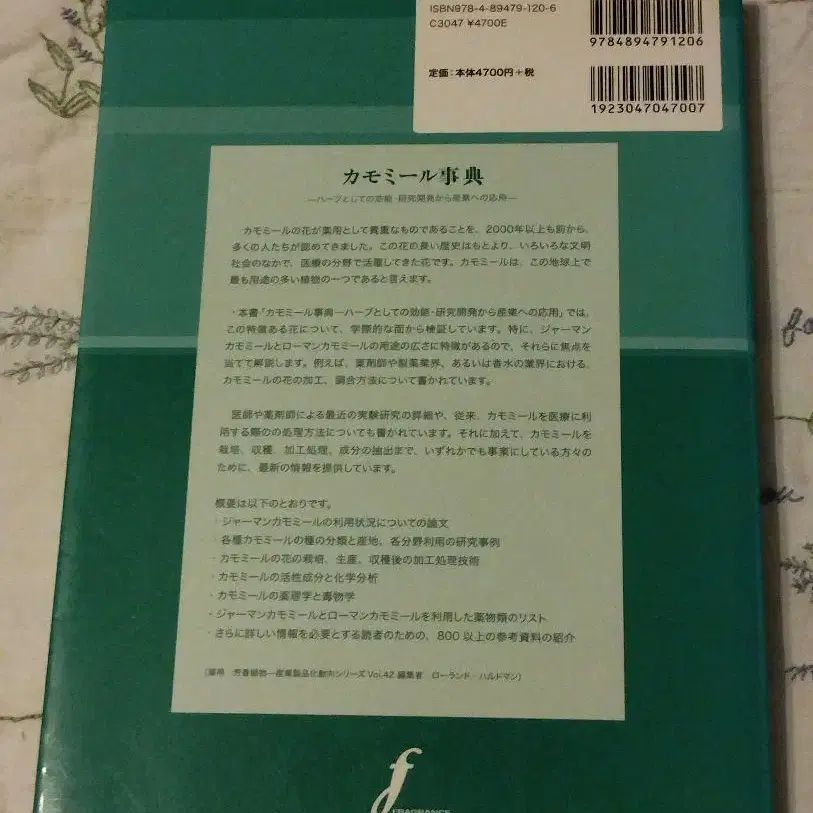 ISBN978-4-89479-120-6
C3047 ¥4700E
9784894791206
定価：本体4700円+税
1923047047007
カモミール事典
—ハーブとしての効能・研究開発から産業への応用—
カモミールの花が薬用として貴重なものであることを、2000年以上も前から、
多くの人たちが認めてきました。この花の長い歴史はもとより、いろいろな文明
社会のなかで、医療の分野で活躍してきた花です。カモミールは、この地球上で
最も用途の多い植物の一つであると言えます。
・本書「カモミール事典—ハーブとしての効能・研究開発から産業への応用」では、
この特徴ある花について、学際的な面から検証しています。特に、ジャーマン
カモミールとローマンカモミールの用途の広さに特徴があるので、それらに焦点を
当てて解説します。例えば、薬剤師や製薬業界、あるいは香水の業界における、
カモミールの花の加工、調合方法について書かれています。
医師や薬剤師による最近の実験研究の詳細や、従来、カモミールを医療に利
用する際のの処理方法についても書かれています。それに加えて、カモミールを
栽培、収穫、加工処理、成分の抽出まで、いずれかでも事業にしている方々の
ために、最新の情報を提供しています。
概要は以下のとおりです。
・ジャーマンカモミールの利用状況についての論文
・各種カモミールの種の分類と産地、各分野利用の研究事例
・カモミールの花の栽培、生産、収穫後の加工処理技術
・カモミールの活性成分と化学分析
・カモミールの薬理学と毒物学
・ジャーマンカモミールとローマンカモミールを利用した薬物類のリスト
・さらに詳しい情報を必要とする読者のための、800以上の参考資料の紹介
（薬用 芳香植物—産業製品化動向シリーズ Vol.42 編集者 ローランド ハルドマン）
f
FRAGRANCE